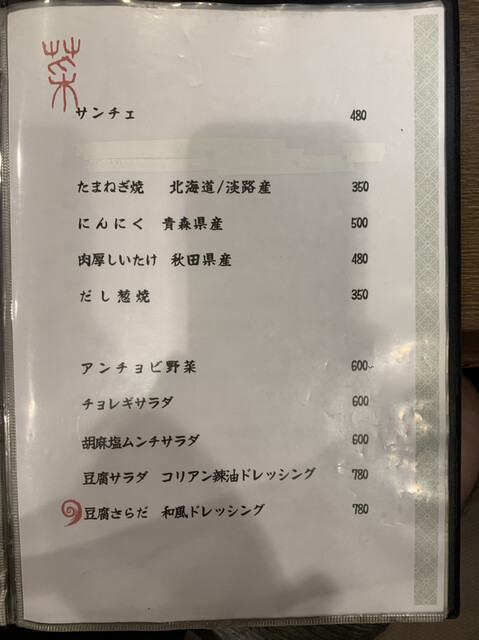 菜
サンチェ 480
たまねぎ焼 北海道/淡路産 350
にんにく 青森県産 500
肉厚しいたけ 秋田県産 480
だし葱焼 350
アンチョビ野菜 600~
チョレギサラダ 600
胡麻塩ムンチサラダ 600
豆腐サラダ コリアン辣油ドレッシング 780
豆腐さらだ 和風ドレッシング 780